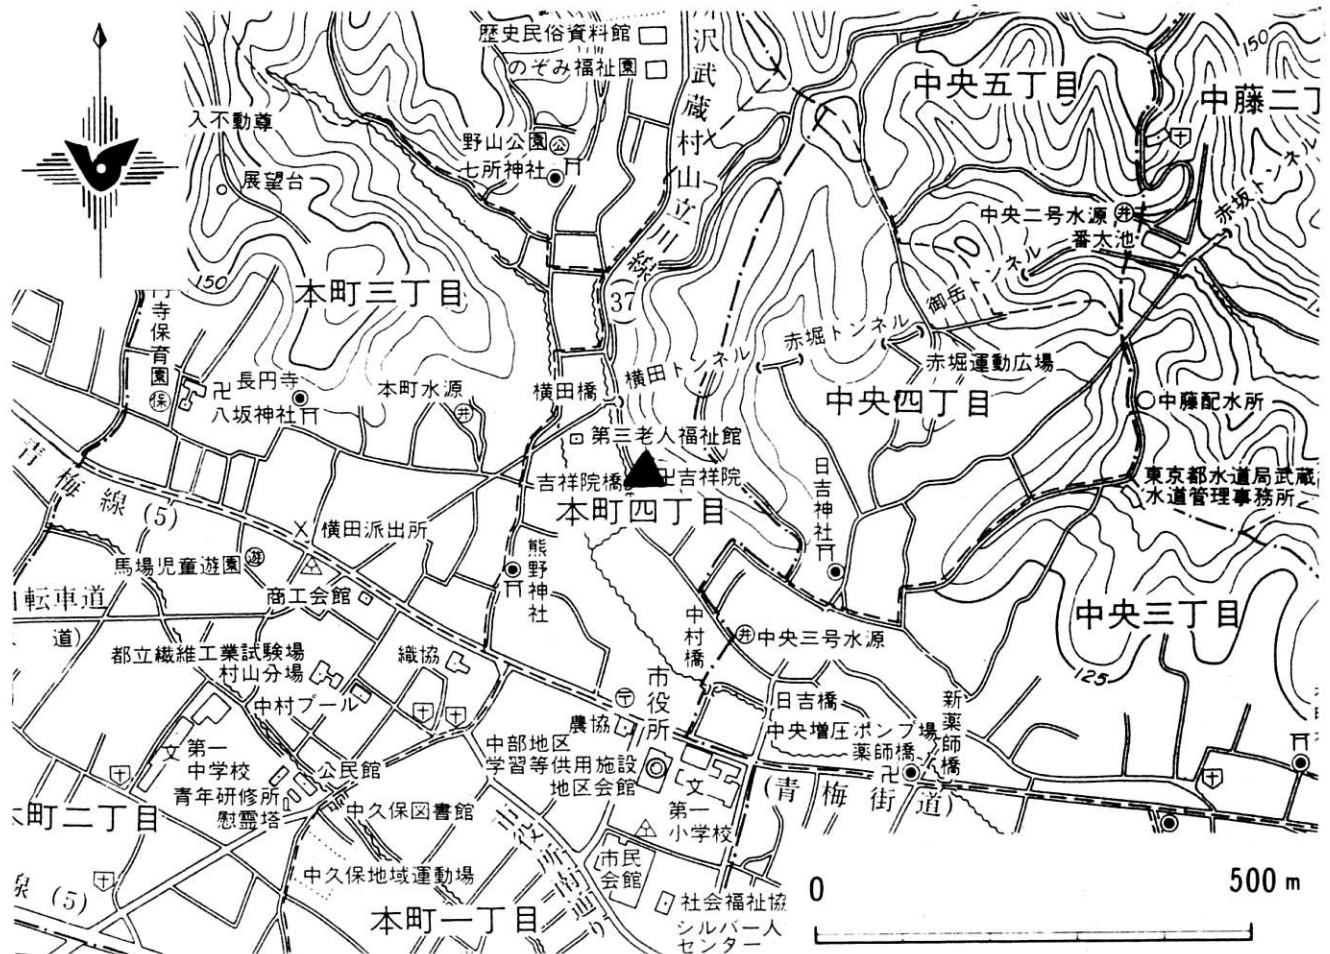 歴史民俗資料館
のぞみ福祉園
沢武蔵村山立川線
(37)
中央五丁目
中藤二丁
150
入不動尊
野山公園
公
七所神社
展望台
赤坂トンネル
中央二号水源
井
番太池
御岳トンネル
150
本町三丁目
円寺保育園
保
長円寺
八坂神社
本町水源
井
横田橋
横田トンネル
赤堀トンネル
赤堀運動広場
中央四丁目
中藤配水所
第三老人福祉館
吉祥院橋
吉祥院
本町四丁目
日吉神社
東京都水道局武蔵
水道管理事務所
青梅線(5)
横田派出所
馬場児童遊園
遊
商工会館
熊野神社
自転車道
道)
中央三丁目
125
中村橋
井
中央三号水源
都立繊維工業試験場
村山分場
織協
中村プール
市役所
日吉橋
新薬師橋
農協
中央増圧ポンプ場
薬師橋
中部地区
学習等供用施設
地区会館
文
第一
中学校
公民館
青年研修所
慰霊塔
中久保図書館
文
第一
小学校
(青梅街道)
本町二丁目
市民
会館
中久保地域運動場
線(5)
本町一丁目
社会福祉協
シルバー人
センター
0
500m